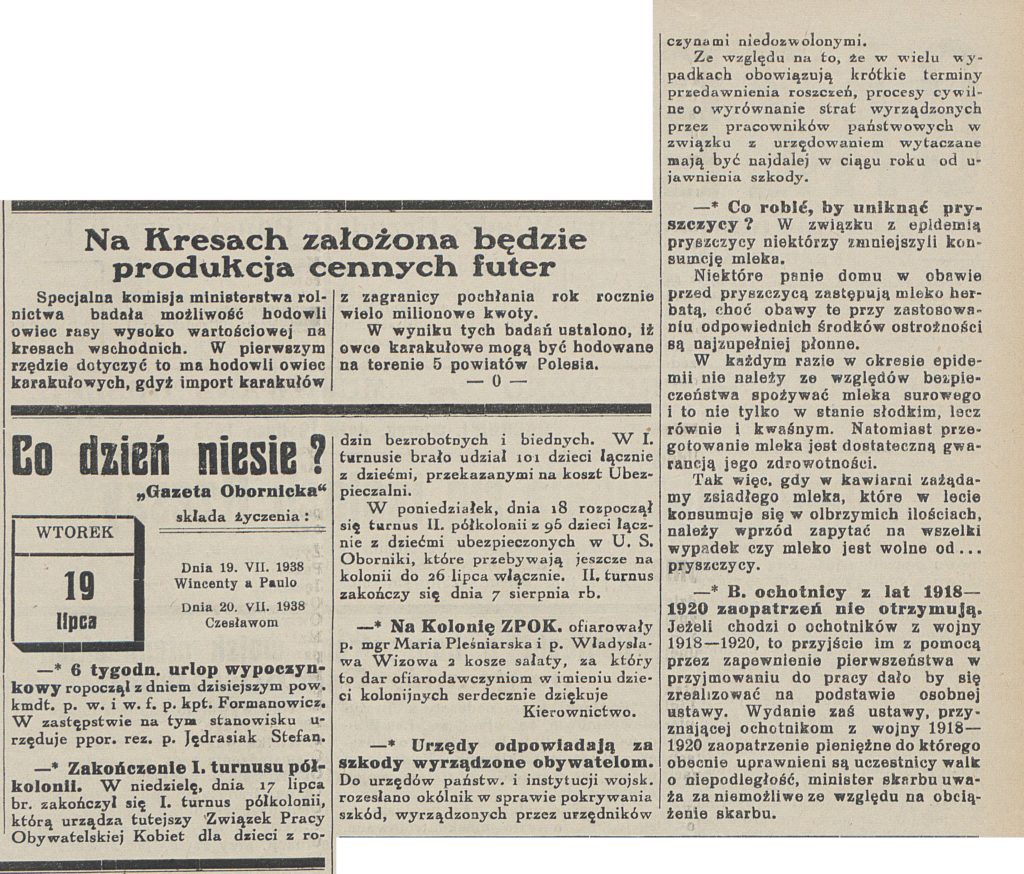 Na Kresach założona będzie
produkcja cennych futer
Specjalna komisja ministerstwa rol-
nictwa badała możliwość hodowli
owiec rasy wysoko wartościowej na
kresach wschodnich. W pierwszym
rzędzie dotyczyć to ma hodowli owiec
karakułowych, gdyż import karakułów
z zagranicy pochłania rok rocznie
wielo milionowe kwoty.
W wyniku tych badań ustalono, iż
owce karakułowe mogą być hodowane
na terenie 5 powiatów Polesia.
— 0 —
Co dzień niesie ?
„Gazeta Obornicka“
składa życzenia :
WTOREK
19
lipca
Dnia 19. VII. 1938
Wincenty a Paulo
Dnia 20. VII. 1938
Czesławom
—* 6 tygodn. urlop wypoczyn-
kowy ropoczął z dniem dzisiejszym pow.
kmdt. p. w. i w. f. p. kpt. Formanowicz.
W zastępstwie na tym stanowisku u-
rzęduje ppor. rez. p. Jędrasiak Stefan.
—* Zakończenie I. turnusu pół-
kolonii. W niedzielę, dnia 17 lipca
br. zakończył się I. turnus półkolonii,
którą urządza tutejszy Związek Pracy
Obywatelskiej Kobiet dla dzieci z ro-
dzin bezrobotnych i biednych. W I.
turnusie brało udział 101 dzieci łącznie
z dziećmi, przekazanymi na koszt Ubez-
pieczalni.
W poniedziałek, dnia 18 rozpoczął
się turnus II. półkolonii z 96 dzieci łącz-
nie z dziećmi ubezpieczonych w U. S.
Oborniki, które przebywają jeszcze na
kolonii do 26 lipca włącznie. II. turnus
zakończy się dnia 7 sierpnia rb.
—* Na Kolonię ZPOK. ofiarowały
p. mgr Maria Pleśniarska i p. Władysła-
wa Wizowa 2 kosze sałaty, za który
to dar ofiarodawczyniom w imieniu dzie-
ci kolonijnych serdecznie dziękuje
Kierownictwo.
—* Urzędy odpowiadają za
szkody wyrządzone obywatelom.
Do urzędów państw. i instytucji wojsk.
rozesłano okólnik w sprawie pokrywania
szkód, wyrządzonych przez urzędników
czynami niedozwolonymi.
Ze względu na to, że w wielu wy-
padkach obowiązują krótkie terminy
przedawnienia roszczeń, procesy cywil-
ne o wyrównanie strat wyrządzonych
przez pracowników państwowych w
związku z urzędowaniem wytaczane
mają być najdalej w ciągu roku od u-
jawnienia szkody.
—* Co robić, by uniknąć pry-
szczycy ? W związku z epidemią
pryszczycy niektórzy zmniejszyli kon-
sumcję mleka.
Niektóre panie domu w obawie
przed pryszczycą zastępują mleko her-
batą, choć obawy te przy zastosowa-
niu odpowiednich środków ostrożności
są najzupełniej płonne.
W każdym razie w okresie epide-
mii nie należy ze względów bezpie-
czeństwa spożywać mleka surowego
i to nie tylko w stanie słodkim, lecz
równie i kwaśnym. Natomiast prze-
gotowanie mleka jest dostateczną gwa-
rancją jego zdrowotności.
Tak więc, gdy w kawiarni zażąda-
my zsiadłego mleka, które w lecie
konsumuje się w olbrzymich ilościach,
należy wprzód zapytać na wszelki
wypadek czy mleko jest wolne od...
pryszczycy.
—* B. ochotnicy z lat 1918—
1920 zaopatrzeń nie otrzymują.
Jeżeli chodzi o ochotników z wojny
1918—1920, to przyjście im z pomocą
przez zapewnienie pierwszeństwa w
przyjmowaniu do pracy dało by się
zrealizować na podstawie osobnej
ustawy. Wydanie zaś ustawy, przy-
znającej ochotnikom z wojny 1918—
1920 zaopatrzenie pieniężne do którego
obecnie uprawnieni są uczestnicy walk
o niepodległość, minister skarbu uwa-
ża za niemożliwe ze względu na obcią-
żenie skarbu.